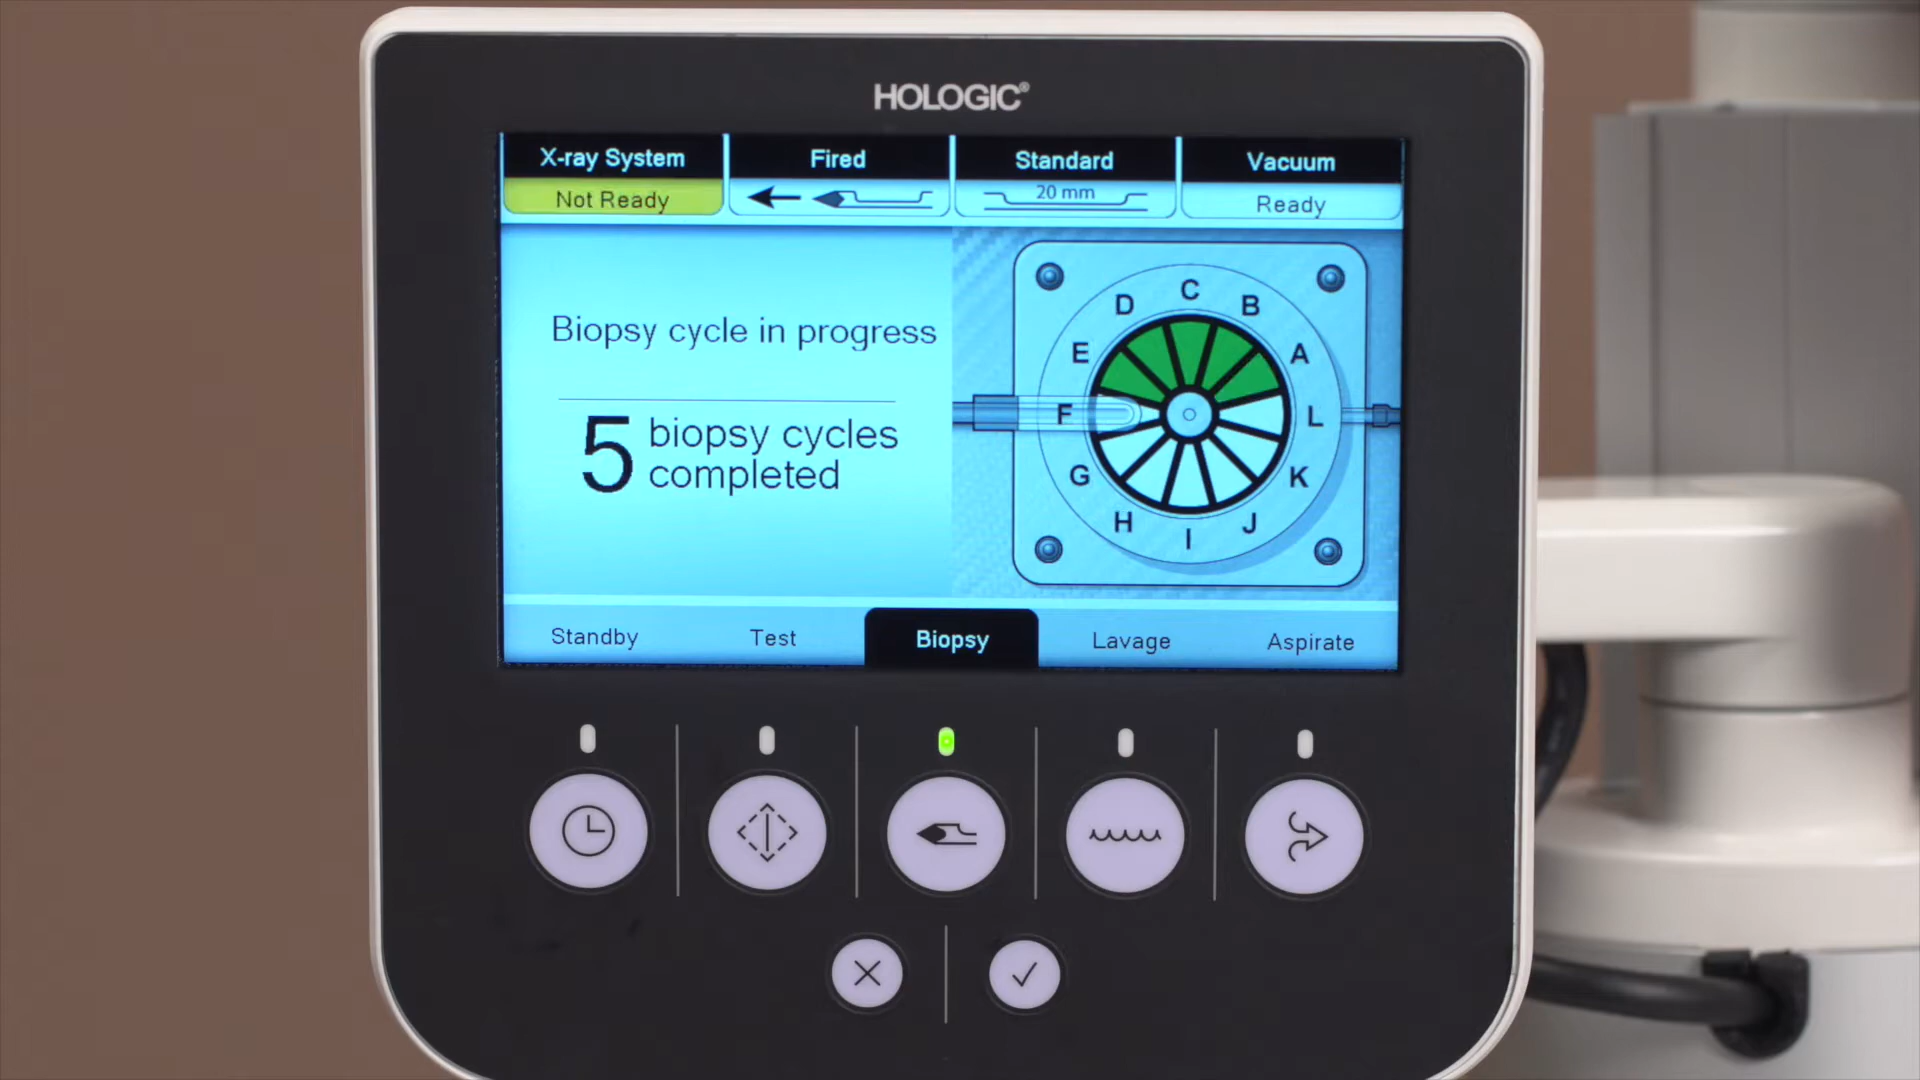 HOLOGIC®
X-ray System
Not Ready
Fired
Standard
20 mm
Vacuum
Ready
Biopsy cycle in progress
5 biopsy cycles
completed
C
D
B
E
A
F
L
G
K
H
J
I
Standby
Test
Biopsy
Lavage
Aspirate